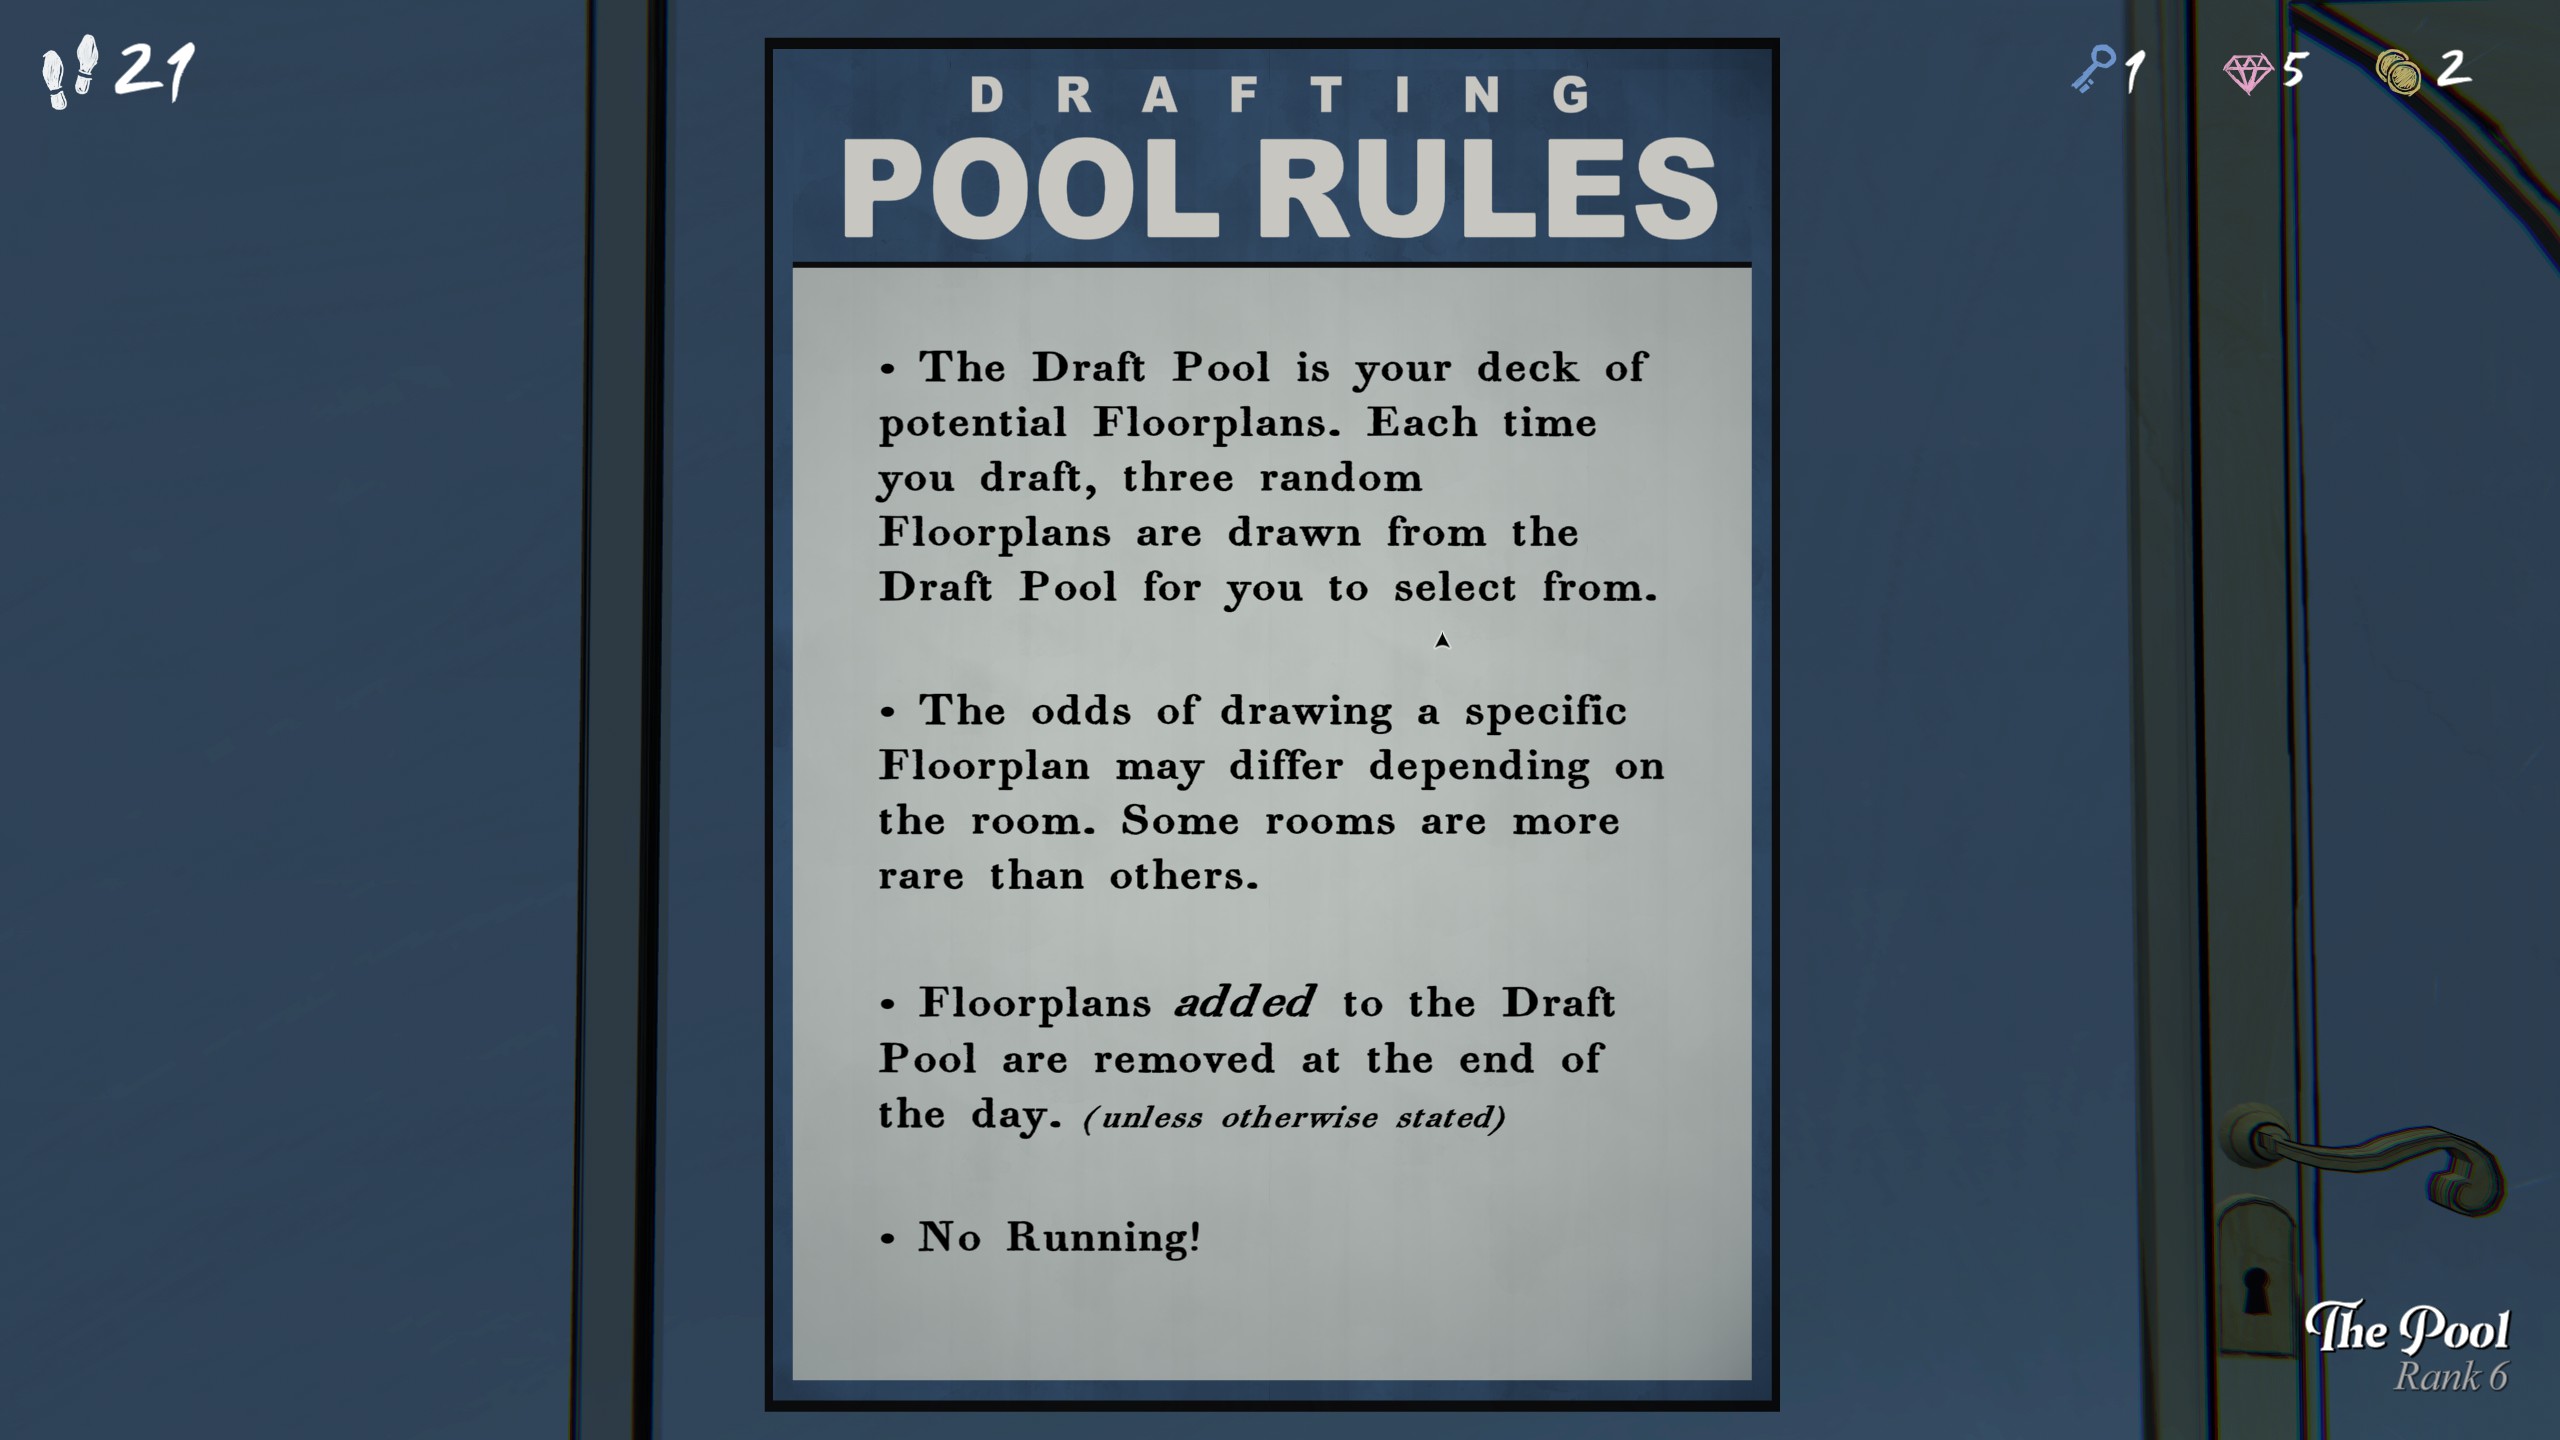 21
1
5
2
DRAFTING
POOL RULES
• The Draft Pool is your deck of
potential Floorplans. Each time
you draft, three random
Floorplans are drawn from the
Draft Pool for you to select from.
• The odds of drawing a specific
Floorplan may differ depending on
the room. Some rooms are more
rare than others.
• Floorplans added to the Draft
Pool are removed at the end of
the day. (unless otherwise stated)
• No Running!
The Pool
Rank 6